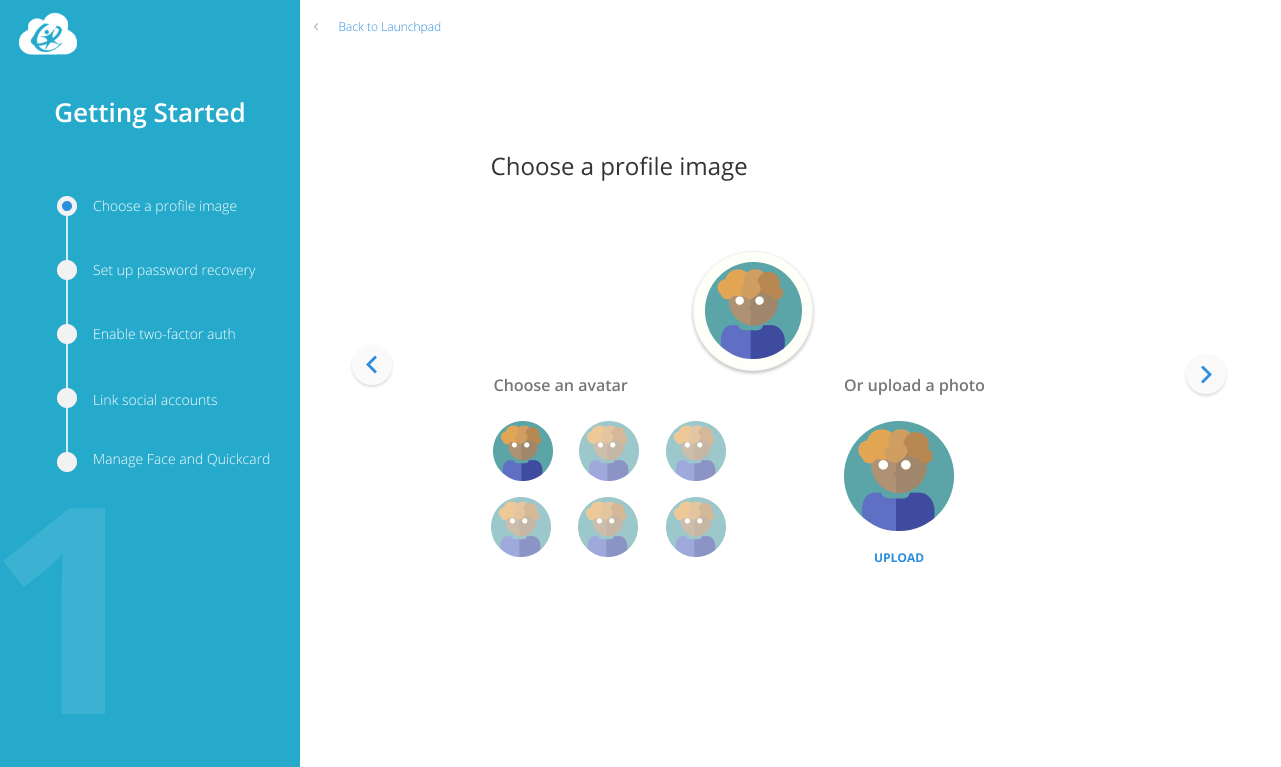 Back to Launchpad
Getting Started
Choose a profile image
Set up password recovery
Enable two-factor auth
Link social accounts
Manage Face and Quickcard
1
Choose a profile image
Choose an avatar
Or upload a photo
UPLOAD